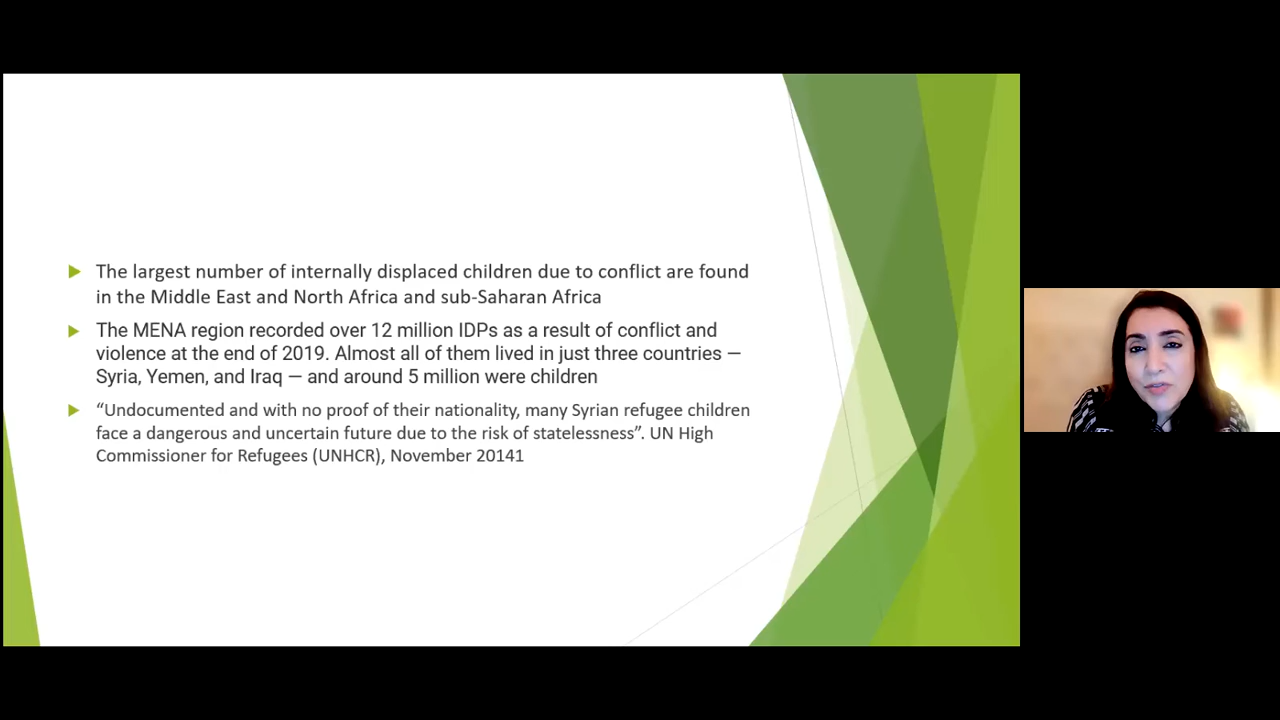 The largest number of internally displaced children due to conflict are found
in the Middle East and North Africa and sub-Saharan Africa
The MENA region recorded over 12 million IDPs as a result of conflict and
violence at the end of 2019. Almost all of them lived in just three countries —
Syria, Yemen, and Iraq — and around 5 million were children
“Undocumented and with no proof of their nationality, many Syrian refugee children
face a dangerous and uncertain future due to the risk of statelessness”. UN High
Commissioner for Refugees (UNHCR), November 20141